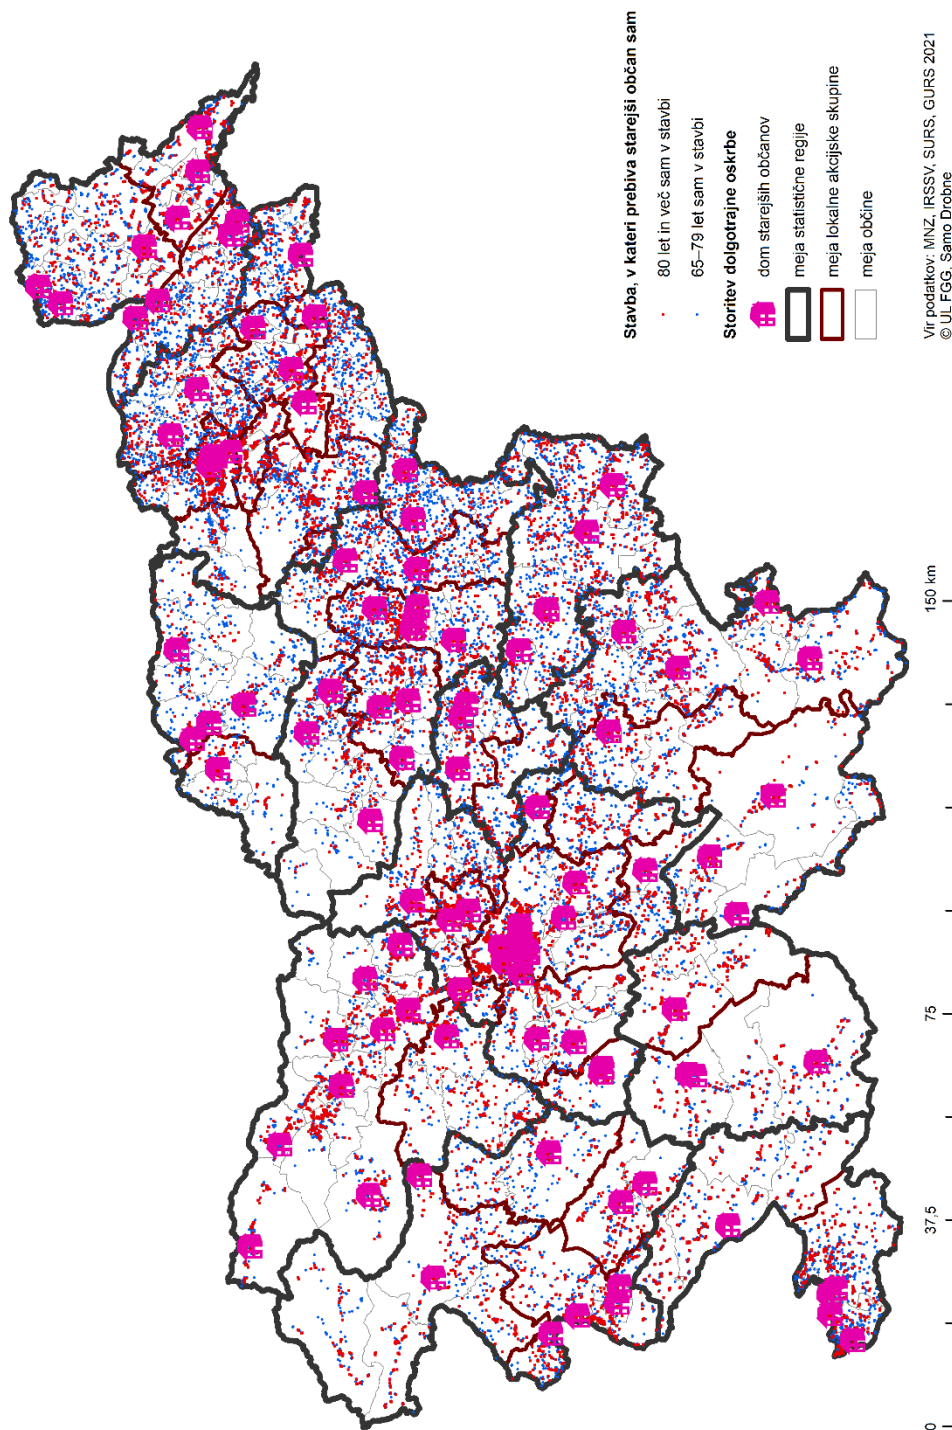 Stavba, v kateri prebiva starejši občan sam
80 let in več sam v stavbi
65–79 let sam v stavbi
Storitev dolgotrajne oskrbe
dom starejših občanov
meja statistične regije
meja lokalne akcijske skupine
meja občine
Vir podatkov: MNZ, IRSSV, SURS, GURS 2021
© UL FGG, Samo Drobne
0 37,5 75 150 km